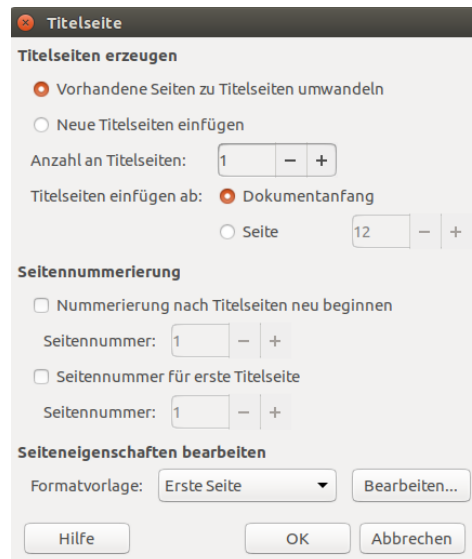 Titelseite
Titelseiten erzeugen
Vorhandene Seiten zu Titelseiten umwandeln
Neue Titelseiten einfügen
Anzahl an Titelseiten: 1
Titelseiten einfügen ab: Dokumentanfang
Seite 12
Seitennummerierung
Nummerierung nach Titelseiten neu beginnen
Seitennummer: 1
Seitennummer für erste Titelseite
Seitennummer: 1
Seiteneigenschaften bearbeiten
Formatvorlage: Erste Seite Bearbeiten...
Hilfe OK Abbrechen